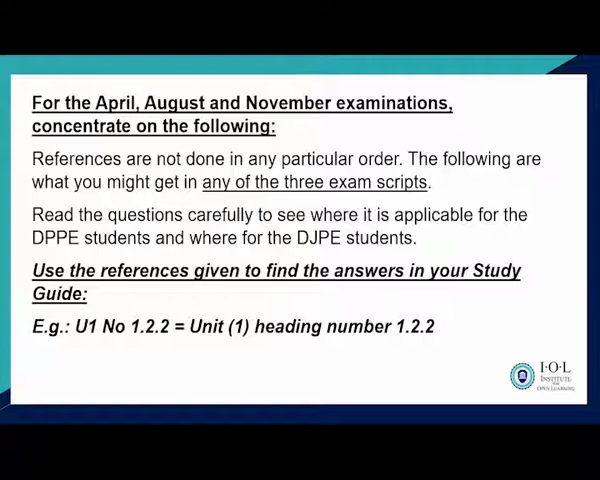 For the April, August and November examinations,
concentrate on the following:
References are not done in any particular order. The following are
what you might get in any of the three exam scripts.
Read the questions carefully to see where it is applicable for the
DPPE students and where for the DJPE students.
Use the references given to find the answers in your Study
Guide:
E.g.: U1 No 1.2.2 = Unit (1) heading number 1.2.2
I·O·L
INSTITUTE
FOR
OPEN LEARNING